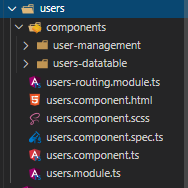 users
components
user-management
users-datatable
users-routing.module.ts
users.component.html
users.component.scss
users.component.spec.ts
users.component.ts
users.module.ts